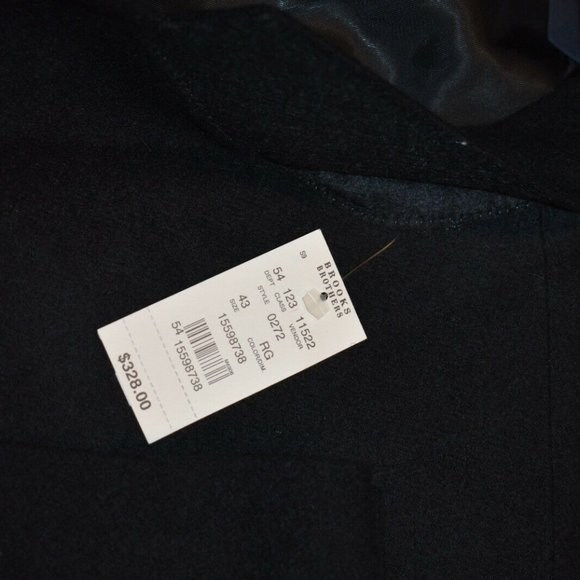 59
BROOKS
BROTHERS
54 123 11522
DEPT CLASS VENDOR
0272 RG
STYLE COLOR/DIM
43 15598738
SIZE
54 15598738
$328.00